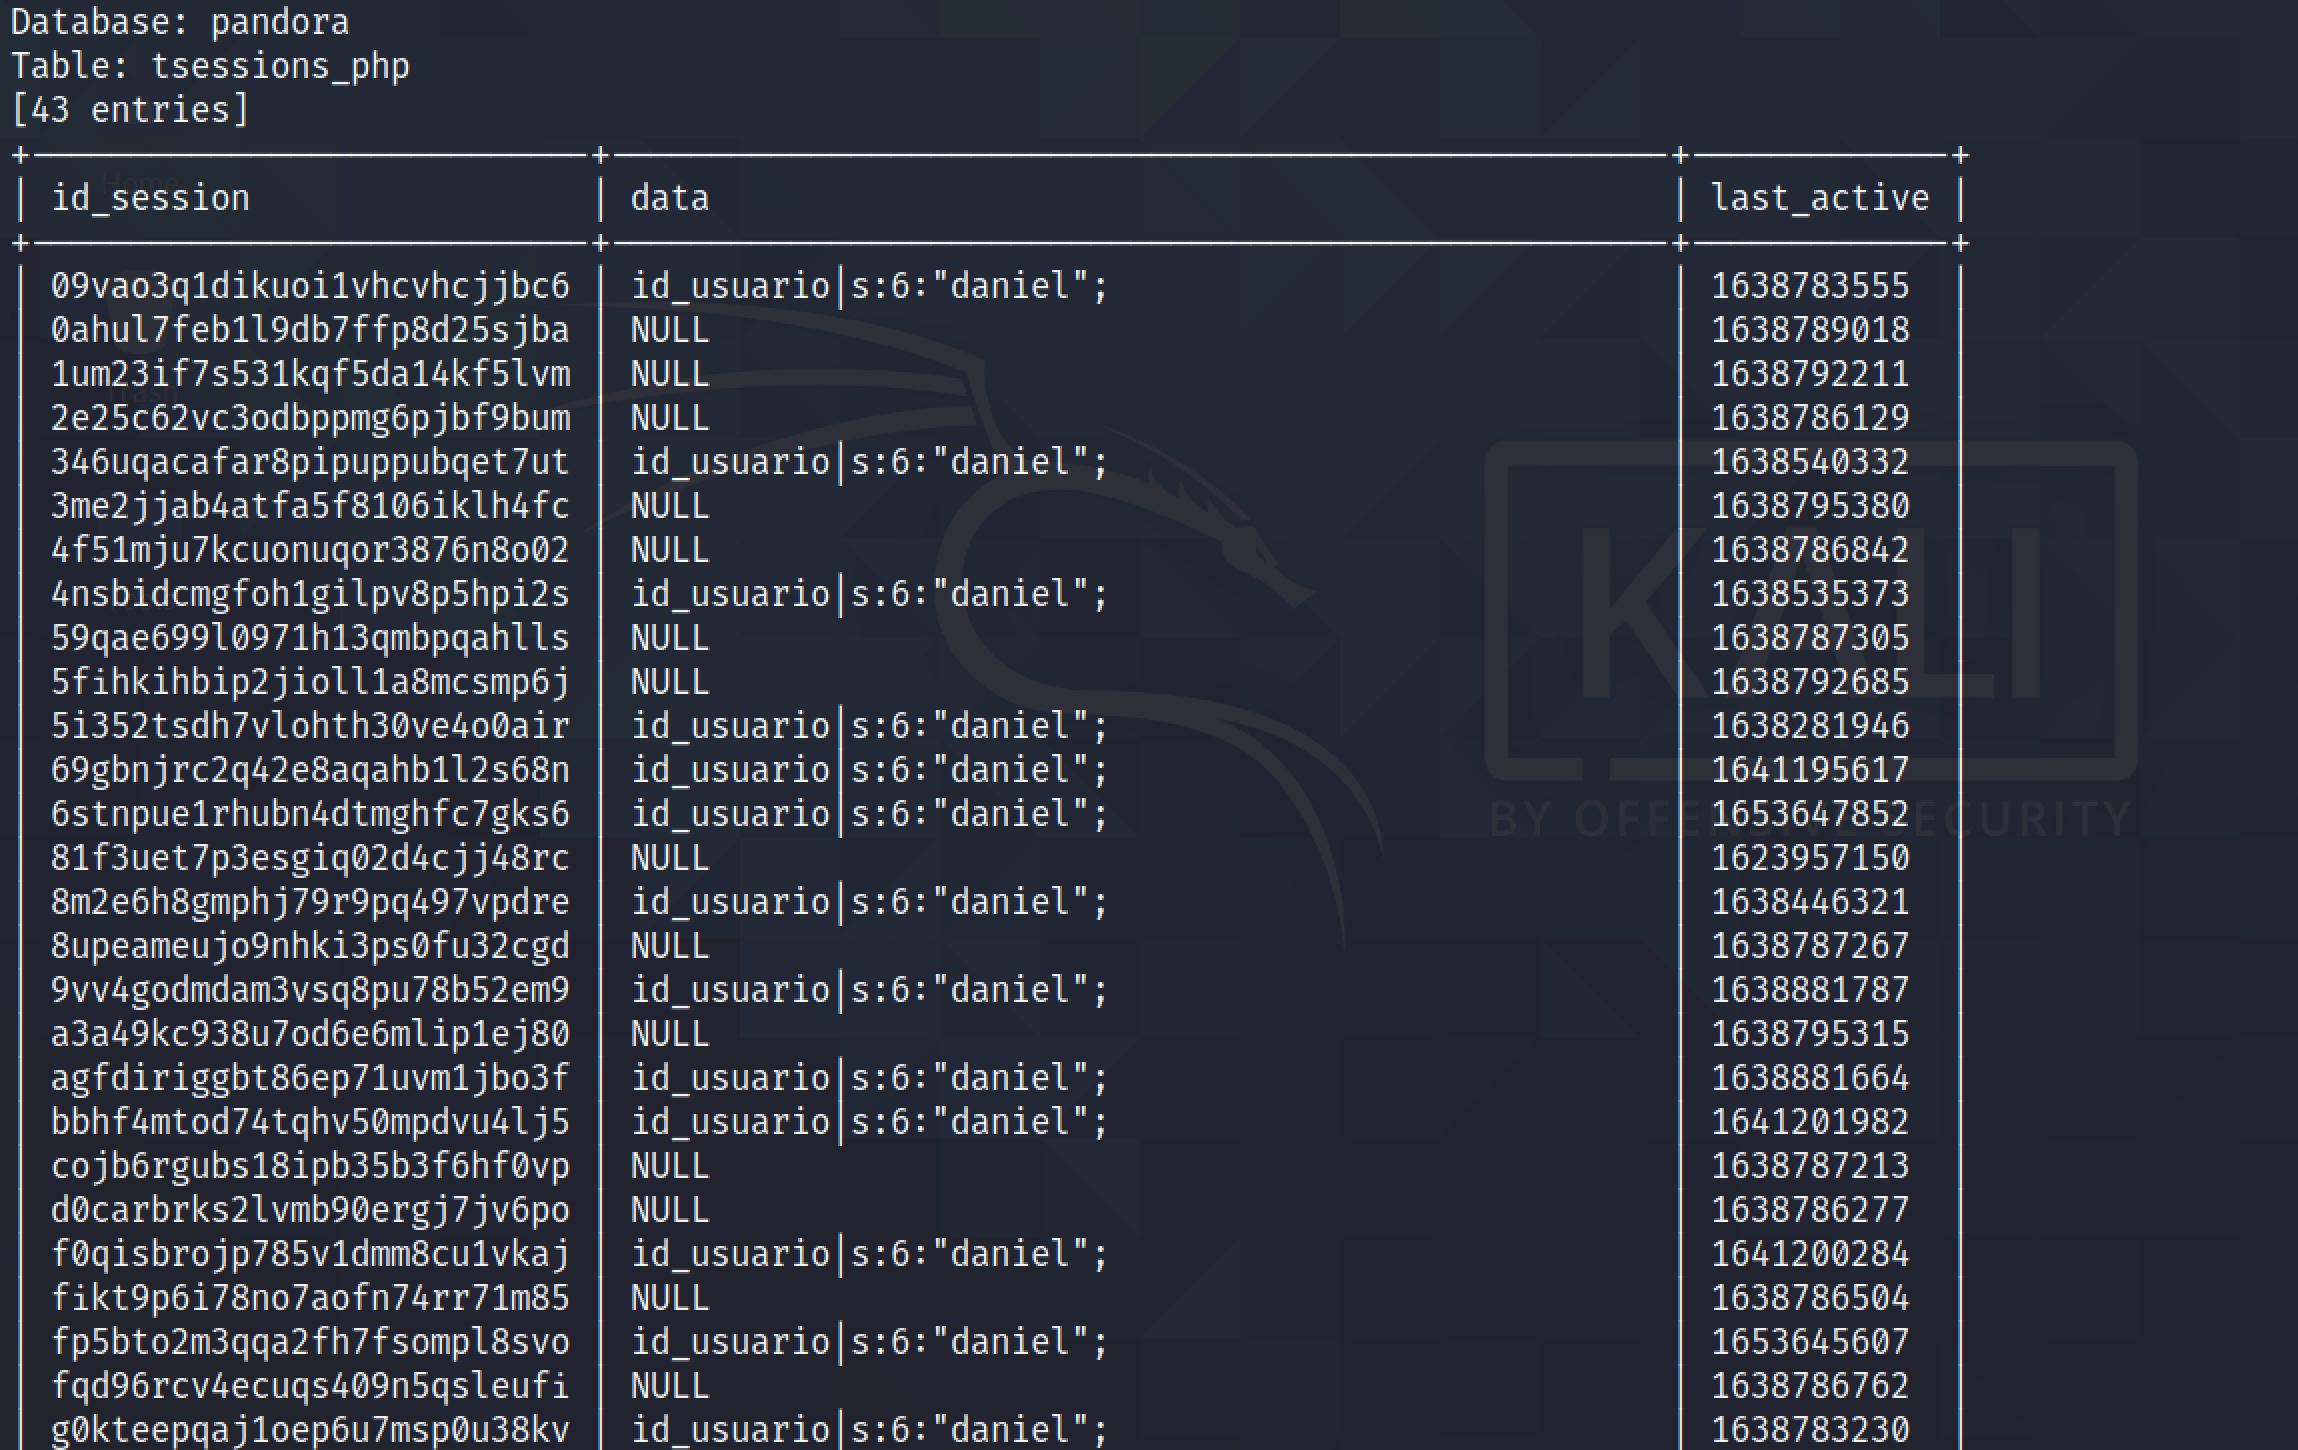 Database: pandora
Table: tsessions_php
[43 entries]
| id_session | data | last_active |
| 09vao3q1dikuoi1vhcvhcjjbc6 | id_usuario|s:6:"daniel"; | 1638783555 |
| 0ahul7feb1l9db7ffp8d25sjba | NULL | 1638789018 |
| 1um23if7s531kqf5da14kf5lvm | NULL | 1638792211 |
| 2e25c62vc3odbppmg6pjbf9bum | NULL | 1638786129 |
| 346uqacafar8pipuppubqet7ut | id_usuario|s:6:"daniel"; | 1638540332 |
| 3me2jjab4atfa5f8106iklh4fc | NULL | 1638795380 |
| 4f51mju7kcuonuqor3876n8o02 | NULL | 1638786842 |
| 4nsbidcmgfoh1gilpv8p5hpi2s | id_usuario|s:6:"daniel"; | 1638535373 |
| 59qae699l0971h13qmbpqahlls | NULL | 1638787305 |
| 5fihkihbip2jioll1a8mcsmp6j | NULL | 1638792685 |
| 5i352tsdh7vlohth30ve4o0air | id_usuario|s:6:"daniel"; | 1638281946 |
| 69gbnjrc2q42e8aqahb1l2s68n | id_usuario|s:6:"daniel"; | 1641195617 |
| 6stnpue1rhubn4dtmghfc7gks6 | id_usuario|s:6:"daniel"; | 1653647852 |
| 81f3uet7p3esgiq02d4cjj48rc | NULL | 1623957150 |
| 8m2e6h8gmphj79r9pq497vpdre | id_usuario|s:6:"daniel"; | 1638446321 |
| 8upeameujo9nhki3ps0fu32cgd | NULL | 1638787267 |
| 9vv4godmdam3vsq8pu78b52em9 | id_usuario|s:6:"daniel"; | 1638881787 |
| a3a49kc938u7od6e6mlip1ej80 | NULL | 1638795315 |
| agfdiriggbt86ep71uvm1jbo3f | id_usuario|s:6:"daniel"; | 1638881664 |
| bbhf4mtod74tqhv50mpdvu4lj5 | id_usuario|s:6:"daniel"; | 1641201982 |
| cojb6rgubs18ipb35b3f6hf0vp | NULL | 1638787213 |
| d0carbrks2lvmb90ergj7jv6po | NULL | 1638786277 |
| f0qisbrojp785v1dmm8cu1vkaj | id_usuario|s:6:"daniel"; | 1641200284 |
| fikt9p6i78no7aofn74rr71m85 | NULL | 1638786504 |
| fp5bto2m3qqa2fh7fsompl8svo | id_usuario|s:6:"daniel"; | 1653645607 |
| fqd96rcv4ecuqs409n5qsleufi | NULL | 1638786762 |
| g0kteepqaj1oep6u7msp0u38kv | id_usuario|s:6:"daniel"; | 1638783230 |
Home
Trash
KALI
BY OFFENSIVE SECURITY